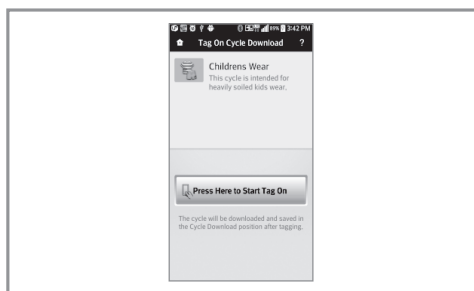 89% 3:42 PM
Tag On Cycle Download ?
Childrens Wear
This cycle is intended for
heavily soiled kids wear.
Press Here to Start Tag On
The cycle will be downloaded and saved in
the Cycle Download position after tagging.